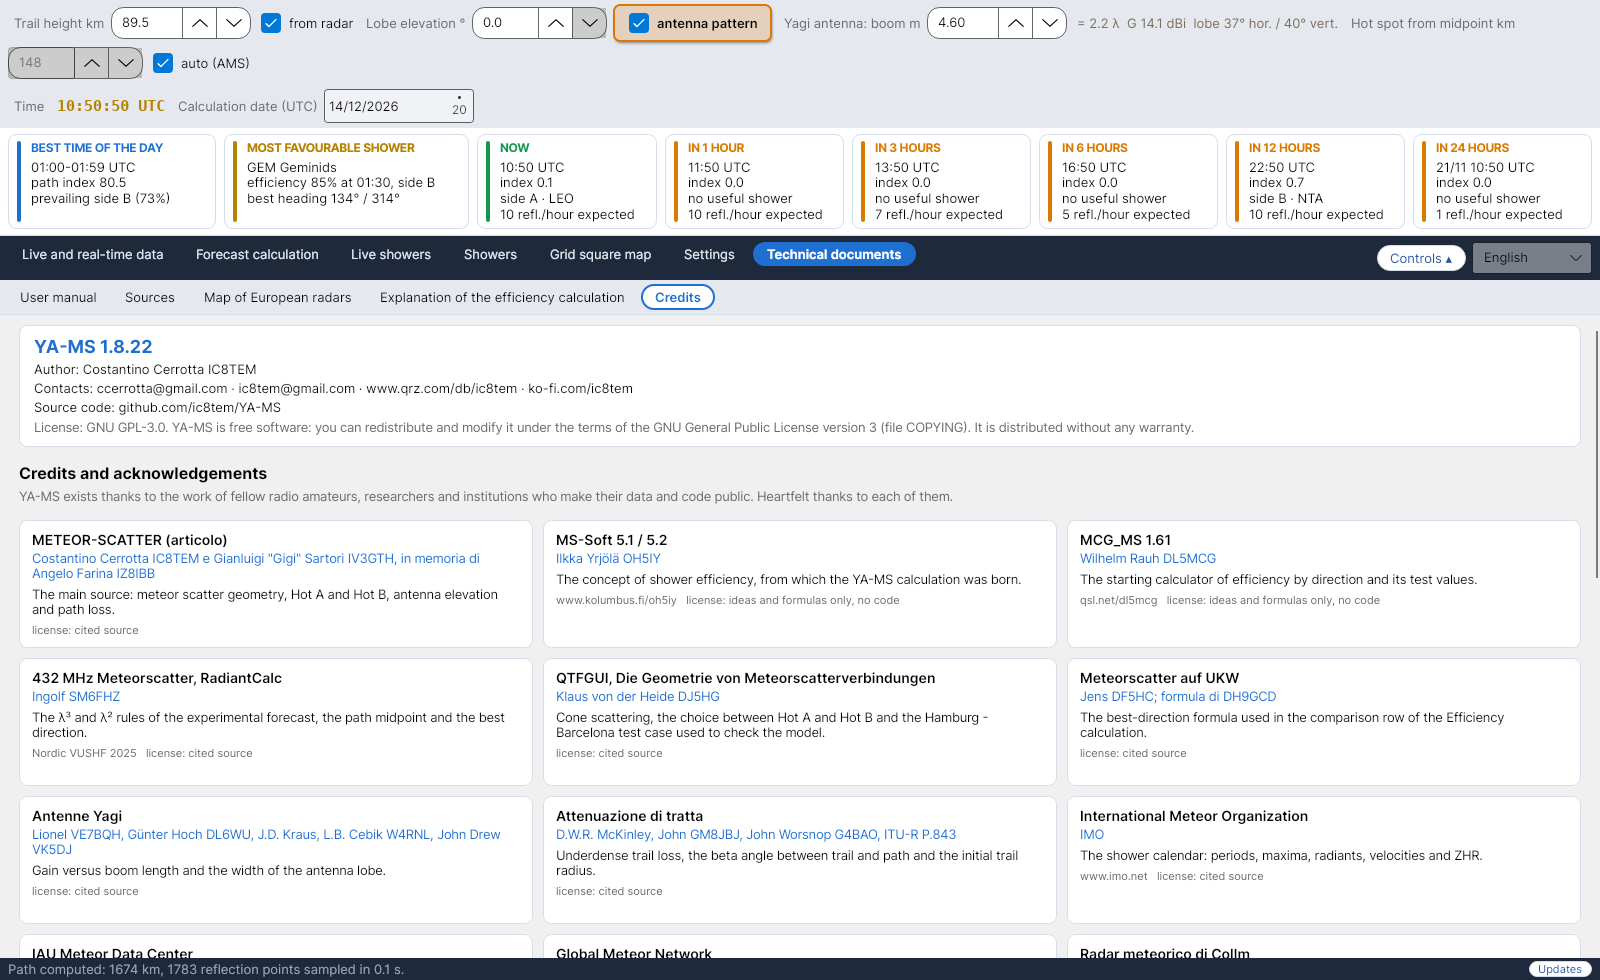 Trail height km 89.5 from radar Lobe elevation ° 0.0 antenna pattern Yagi antenna: boom m 4.60 = 2.2 λ G 14.1 dBi lobe 37° hor. / 40° vert. Hot spot from midpoint km
148 auto (AMS)
Time 10:50:50 UTC Calculation date (UTC) 14/12/2026 20
BEST TIME OF THE DAY
01:00-01:59 UTC
path index 80.5
prevailing side B (73%)
MOST FAVOURABLE SHOWER
GEM Geminids
efficiency 85% at 01:30, side B
best heading 134° / 314°
NOW
10:50 UTC
index 0.1
side A · LEO
10 refl./hour expected
IN 1 HOUR
11:50 UTC
index 0.0
no useful shower
10 refl./hour expected
IN 3 HOURS
13:50 UTC
index 0.0
no useful shower
7 refl./hour expected
IN 6 HOURS
16:50 UTC
index 0.0
no useful shower
5 refl./hour expected
IN 12 HOURS
22:50 UTC
index 0.7
side B · NTA
10 refl./hour expected
IN 24 HOURS
21/11 10:50 UTC
index 0.0
no useful shower
1 refl./hour expected
Live and real-time data Forecast calculation Live showers Showers Grid square map Settings Technical documents Controls ▴ English
User manual Sources Map of European radars Explanation of the efficiency calculation Credits
YA-MS 1.8.22
Author: Costantino Cerrotta IC8TEM
Contacts: ccerrotta@gmail.com · ic8tem@gmail.com · www.qrz.com/db/ic8tem · ko-fi.com/ic8tem
Source code: github.com/ic8tem/YA-MS
License: GNU GPL-3.0. YA-MS is free software: you can redistribute and modify it under the terms of the GNU General Public License version 3 (file COPYING). It is distributed without any warranty.
Credits and acknowledgements
YA-MS exists thanks to the work of fellow radio amateurs, researchers and institutions who make their data and code public. Heartfelt thanks to each of them.
METEOR-SCATTER (articolo)
Costantino Cerrotta IC8TEM e Gianluigi "Gigi" Sartori IV3GTH, in memoria di
Angelo Farina IZ8IBB
The main source: meteor scatter geometry, Hot A and Hot B, antenna elevation
and path loss.
license: cited source
MS-Soft 5.1 / 5.2
Ilkka Yrjölä OH5IY
The concept of shower efficiency, from which the YA-MS calculation was born.
www.kolumbus.fi/oh5iy license: ideas and formulas only, no code
MCG_MS 1.61
Wilhelm Rauh DL5MCG
The starting calculator of efficiency by direction and its test values.
qsl.net/dl5mcg license: ideas and formulas only, no code
432 MHz Meteorscatter, RadiantCalc
Ingolf SM6FHZ
The λ³ and λ² rules of the experimental forecast, the path midpoint and the best
direction.
Nordic VUSHF 2025 license: cited source
QTFGUI, Die Geometrie von Meteorscatterverbindungen
Klaus von der Heide DJ5HG
Cone scattering, the choice between Hot A and Hot B and the Hamburg -
Barcelona test case used to check the model.
license: cited source
Meteorscatter auf UKW
Jens DF5HC; formula di DH9GCD
The best-direction formula used in the comparison row of the Efficiency
calculation.
license: cited source
Antenne Yagi
Lionel VE7BQH, Günter Hoch DL6WU, J.D. Kraus, L.B. Cebik W4RNL, John Drew
VK5DJ
Gain versus boom length and the width of the antenna lobe.
license: cited source
Attenuazione di tratta
D.W.R. McKinley, John GM8JBJ, John Worsnop G4BAO, ITU-R P.843
Underdense trail loss, the beta angle between trail and path and the initial trail
radius.
license: cited source
International Meteor Organization
IMO
The shower calendar: periods, maxima, radiants, velocities and ZHR.
www.imo.net license: cited source
IAU Meteor Data Center
Global Meteor Network
Radar meteorico di Collm
Path computed: 1674 km, 1783 reflection points sampled in 0.1 s.
Updates